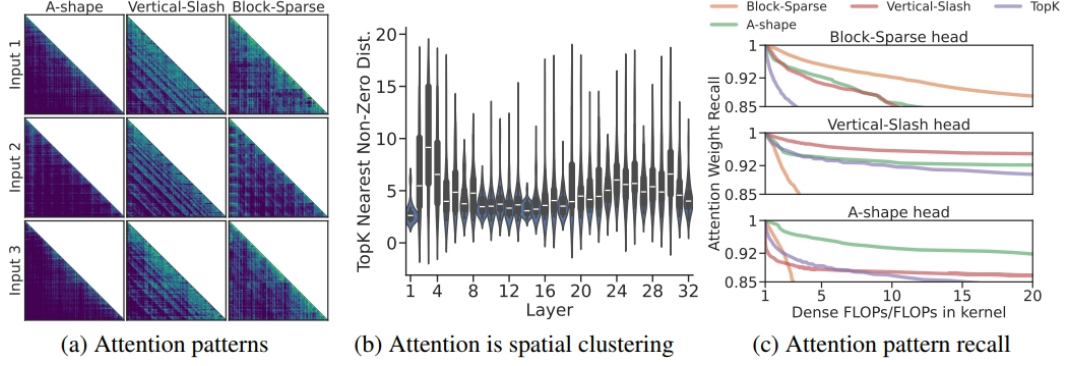 A-shape Vertical-Slash Block-Sparse
Input 1
Input 2
Input 3
(a) Attention patterns
TopK Nearest Non-Zero Dist.
20
15
10
5
0
1 4 8 12 16 20 24 28 32
Layer
(b) Attention is spatial clustering
Block-Sparse Vertical-Slash TopK
A-shape
Attention Weight Recall
Block-Sparse head
1
0.92
0.85
Vertical-Slash head
1
0.92
0.85
A-shape head
1
0.92
0.85
1 5 10 15 20
Dense FLOPs/FLOPs in kernel
(c) Attention pattern recall